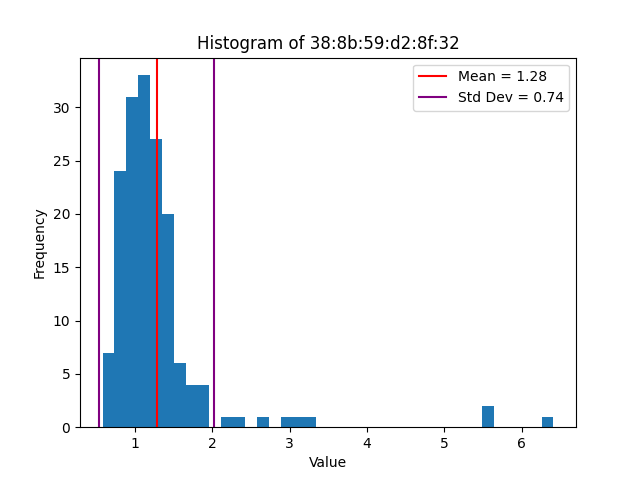 Histogram of 38:8b:59:d2:8f:32
Mean = 1.28
Std Dev = 0.74
Frequency
30
25
20
15
10
5
0
1 2 3 4 5 6
Value